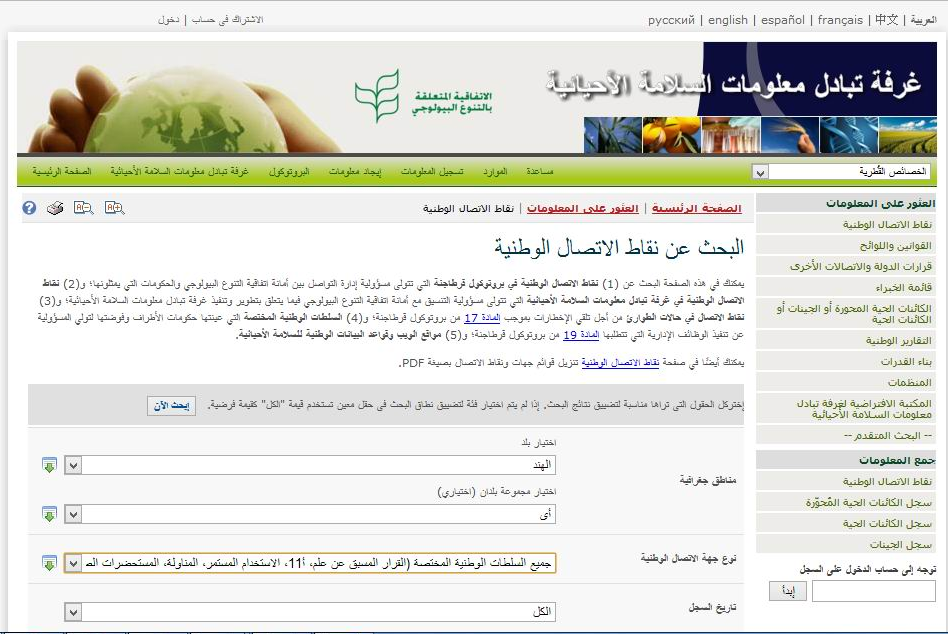 العربية | 中文 | français | español | english | русский
الاشتراك فى حساب | دخول
غرفة تبادل معلومات السلامة الأحيائية
الاتفاقية المتعلقة
بالتنوع البيولوجي
الصفحة الرئيسية
غرفة تبادل معلومات السلامة الأحيائية
البروتوكول
إيجاد معلومات
تسجيل المعلومات
الموارد
مساعدة
الخصائص القُطرية
العثور على المعلومات
نقاط الاتصال الوطنية
القوانين واللوائح
قرارات الدولة والاتصالات الأخرى
قائمة الخبراء
الكائنات الحية المحورة أو الجينات أو
الكائنات الحية
التقارير الوطنية
بناء القدرات
المنظمات
المكتبة الافتراضية لغرفة تبادل
معلومات السلامة الأحيائية
-- البحث المتقدم --
جمع المعلومات
نقاط الاتصال الوطنية
سجل الكائنات الحية المُحوّرة
سجل الكائنات الحية
سجل الجينات
توجه إلى حساب الدخول على السجل
إبدأ
الصفحة الرئيسية | العثور على المعلومات | نقاط الاتصال الوطنية
البحث عن نقاط الاتصال الوطنية
يمكنك في هذه الصفحة البحث عن (1) نقاط الاتصال الوطنية في بروتوكول قرطاجنة التي تتولى مسؤولية إدارة التواصل بين أمانة اتفاقية التنوع البيولوجي والحكومات التي يمثلونها؛ و(2) نقاط
الاتصال الوطنية في غرفة تبادل معلومات السلامة الأحيائية التي تتولى مسؤولية التنسيق مع أمانة اتفاقية التنوع البيولوجي فيما يتعلق بتطوير وتنفيذ غرفة تبادل معلومات السلامة الأحيائية؛ و(3)
نقاط الاتصال في حالات الطوارئ من أجل تلقي الإخطارات بموجب المادة 17 من بروتوكول قرطاجنة؛ و(4) السلطات الوطنية المختصة التي عينتها حكومات الأطراف وفوضتها لتولي المسؤولية
عن تنفيذ الوظائف الإدارية التي تتطلبها المادة 19 من بروتوكول قرطاجنة؛ و(5) مواقع الويب وقواعد البيانات الوطنية للسلامة الأحيائية.
يمكنك أيضًا في صفحة نقاط الاتصال الوطنية تنزيل قوائم جهات ونقاط الاتصال بصيغة PDF.
إختركل الحقول التي تراها مناسبة لتضييق نتائج البحث. إذا لم يتم اختيار فئة لتضييق نطاق البحث فى حقل معين تستخدم قيمة "الكل" كقيمة فرضية.
إبحث الآن
مناطق جغرافية
اختيار بلد
الهند
اختيار مجموعة بلدان (اختياري)
أى
نوع جهة الاتصال الوطنية
جميع السلطات الوطنية المختصة (القرار المسبق عن علم، أ11، الاستخدام المستمر، المناولة، المستحضرات الص
تاريخ السجل
الكل